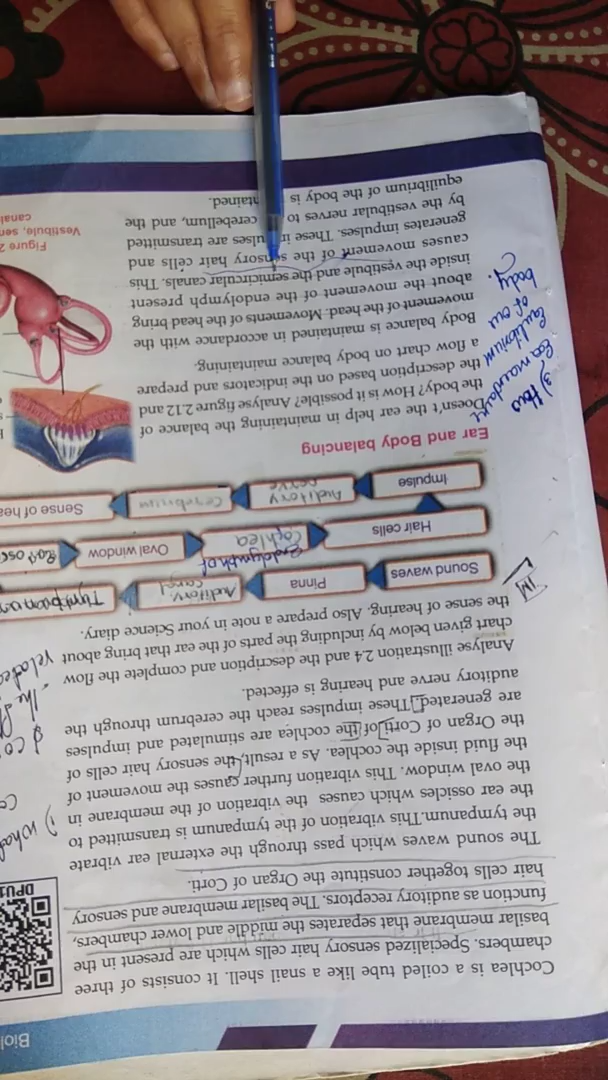 Biol
Cochlea is a coiled tube like a snail shell. It consists of three
chambers. Specialized sensory hair cells which are present in the
basilar membrane that separates the middle and lower chambers,
function as auditory receptors. The basilar membrane and sensory
hair cells together constitute the Organ of Corti.
The sound waves which pass through the external ear vibrate
the tympanum.This vibration of the tympanum is transmitted to
the ear ossicles which causes the vibration of the membrane in
the oval window. This vibration further causes the movement of
the fluid inside the cochlea. As a result, the sensory hair cells of
the Organ of Corti of the cochlea are stimulated and impulses
are generated. These impulses reach the cerebrum through the
auditory nerve and hearing is effected.
Analyse illustration 2.4 and the description and complete the flow
chart given below by including the parts of the ear that bring about
the sense of hearing. Also prepare a note in your Science diary.
Sound waves
Pinna
Auditory
canal
Hair cells
Endolymph of
Cochlea
Oval window
Impulse
Auditory
nerve
Cerebrum
Sense of hea
Ear and Body balancing
Doesn't the ear help in maintaining the balance of
the body? How is it possible? Analyse figure 2.12 and
the description based on the indicators and prepare
a flow chart on body balance maintaining.
Body balance is maintained in accordance with the
movement of the head. Movements of the head bring
about the movement of the endolymph present
inside the vestibule and the semicircular canals. This
causes movement of the sensory hair cells and
generates impulses. These impulses are transmitted
by the vestibular nerves to cerebellum, and the
equilibrium of the body is tained.
3) How
Ear
of our
body.
Figure 2
Vestibule, sem
canal
DPU1
1) what